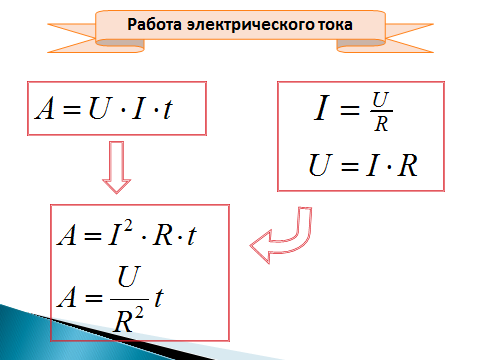 Работа электрического тока
A = U · I · t
I = U/R
U = I · R
A = I² · R · t
A = U/R² t